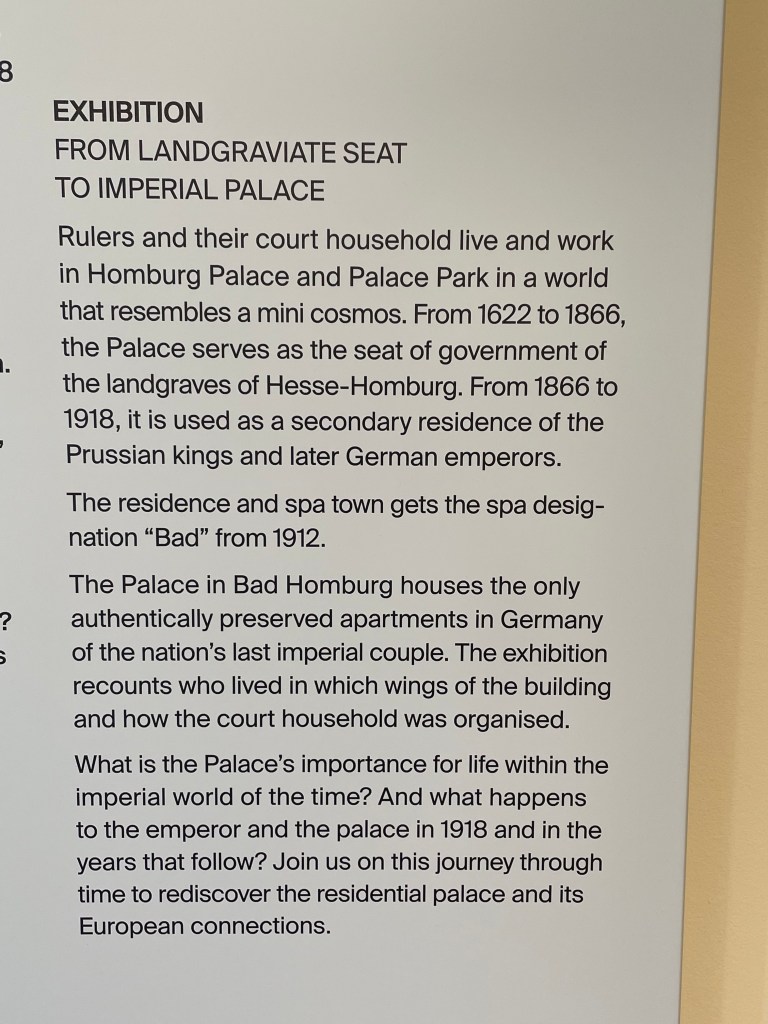 8
EXHIBITION
FROM LANDGRAVIATE SEAT
TO IMPERIAL PALACE
Rulers and their court household live and work
in Homburg Palace and Palace Park in a world
that resembles a mini cosmos. From 1622 to 1866,
the Palace serves as the seat of government of
the landgraves of Hesse-Homburg. From 1866 to
1918, it is used as a secondary residence of the
Prussian kings and later German emperors.
The residence and spa town gets the spa desig-
nation “Bad” from 1912.
The Palace in Bad Homburg houses the only
authentically preserved apartments in Germany
of the nation’s last imperial couple. The exhibition
recounts who lived in which wings of the building
and how the court household was organised.
What is the Palace’s importance for life within the
imperial world of the time? And what happens
to the emperor and the palace in 1918 and in the
years that follow? Join us on this journey through
time to rediscover the residential palace and its
European connections.